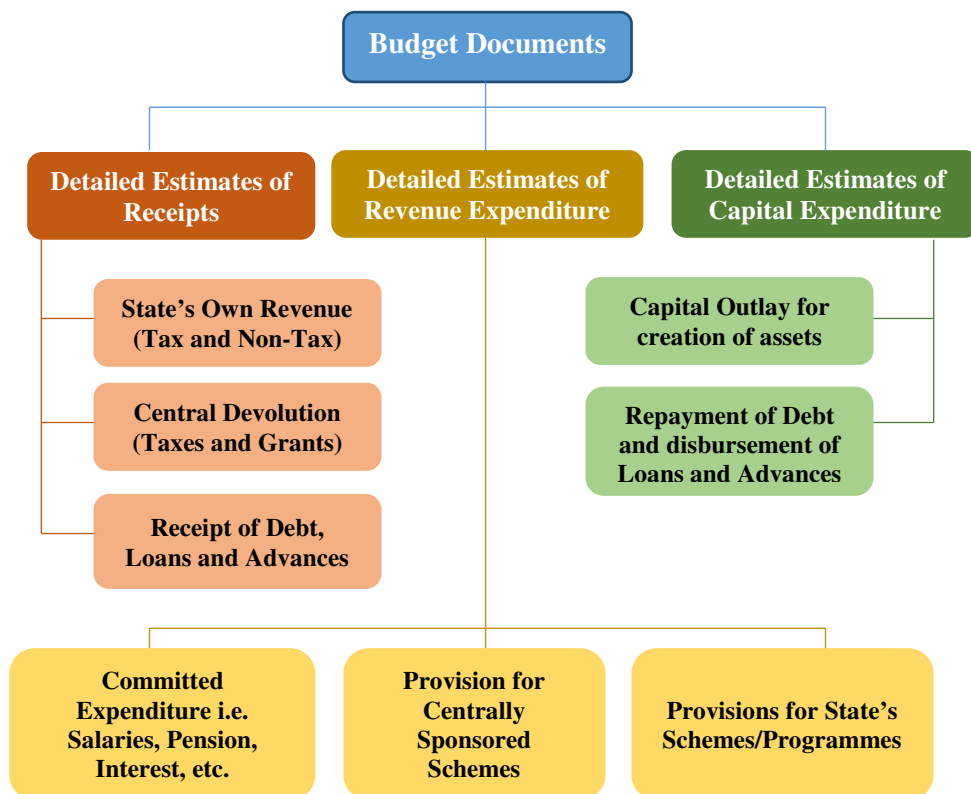 Budget Documents
Detailed Estimates of
Receipts
Detailed Estimates of
Revenue Expenditure
Detailed Estimates of
Capital Expenditure
State’s Own Revenue
(Tax and Non-Tax)
Central Devolution
(Taxes and Grants)
Receipt of Debt,
Loans and Advances
Capital Outlay for
creation of assets
Repayment of Debt
and disbursement of
Loans and Advances
Committed
Expenditure i.e.
Salaries, Pension,
Interest, etc.
Provision for
Centrally
Sponsored
Schemes
Provisions for State’s
Schemes/Programmes